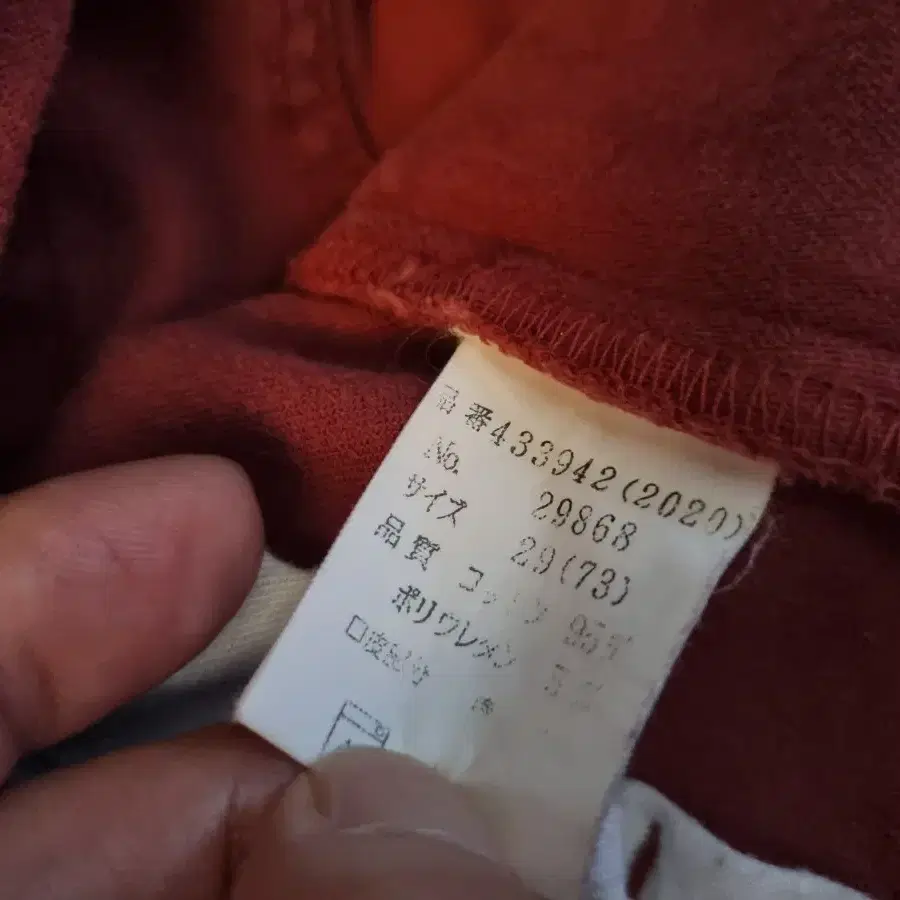 品番433942(2020)
No. 29868
サイズ 29(73)
品質 コットン 95%
ポリウレタン 5%